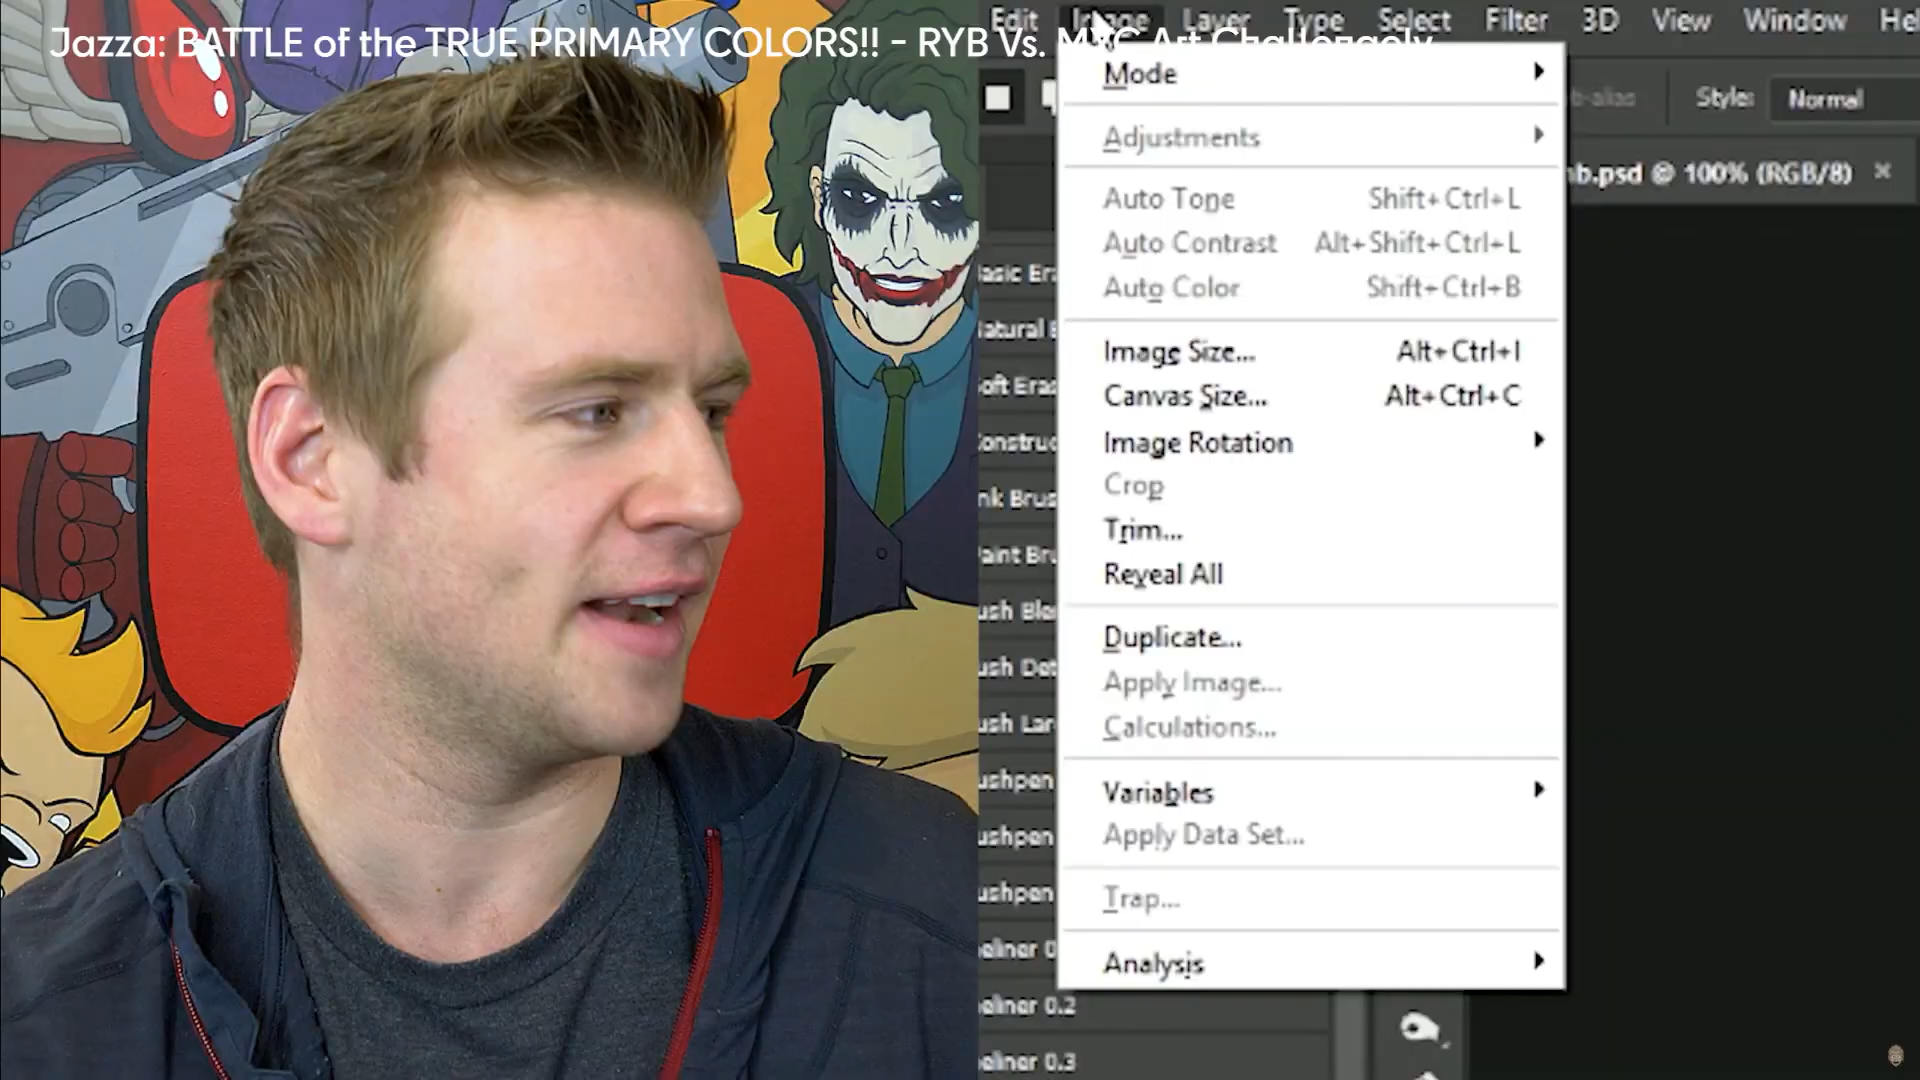 Jazza: BATTLE of the TRUE PRIMARY COLORS!! - RYB Vs.
Edit Image Layer Type Select Filter 3D View Window
Style: Normal
@ 100% (RGB/8)
Mode
Adjustments
Auto Tone Shift+Ctrl+L
Auto Contrast Alt+Shift+Ctrl+L
Auto Color Shift+Ctrl+B
Image Size... Alt+Ctrl+I
Canvas Size... Alt+Ctrl+C
Image Rotation
Crop
Trim...
Reveal All
Duplicate...
Apply Image...
Calculations...
Variables
Apply Data Set...
Trap...
Analysis
0.2
0.3